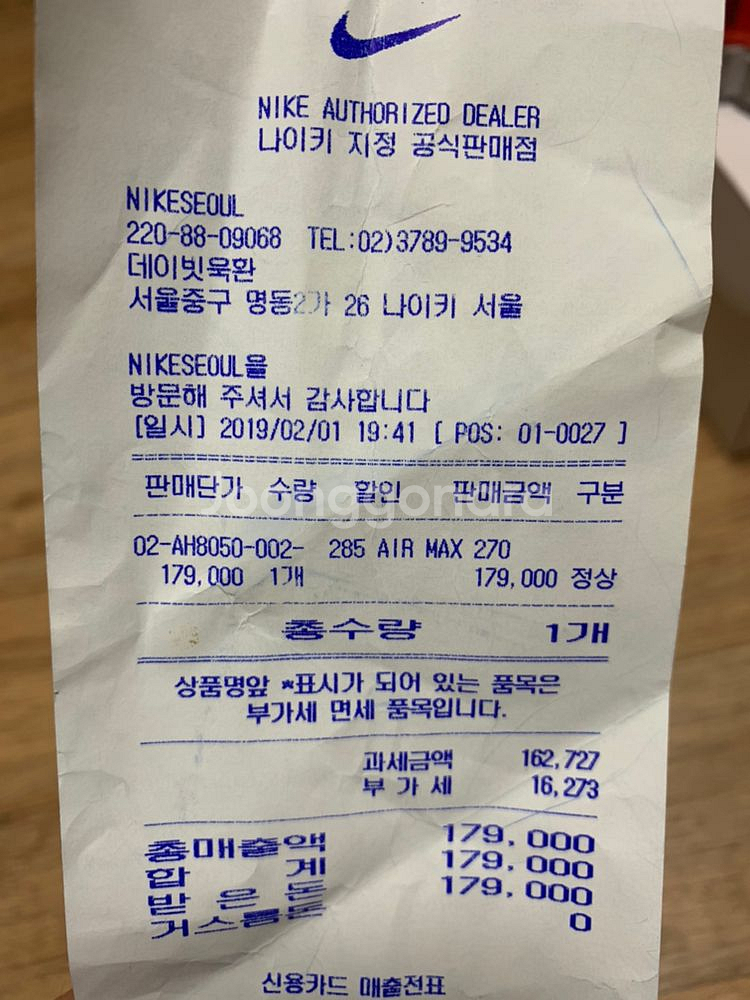 NIKE AUTHORIZED DEALER
나이키 지정 공식판매점
NIKESEOUL
220-88-09068 TEL:02)3789-9534
데이빗욱환
서울중구 명동2가 26 나이키 서울
NIKESEOUL을
방문해 주셔서 감사합니다
[일시] 2019/02/01 19:41 [ POS: 01-0027 ]
판매단가 수량 할인 판매금액 구분
Joonggonara
02-AH8050-002- 285 AIR MAX 270
179,000 1개 179,000 정상
총수량 1개
상품명앞 *표시가 되어 있는 품목은
부가세 면세 품목입니다.
과세금액 162,727
부 가 세 16,273
총매출액 179,000
합 계 179,000
받 은 돈 179,000
거스름돈 0
신용카드 매출전표